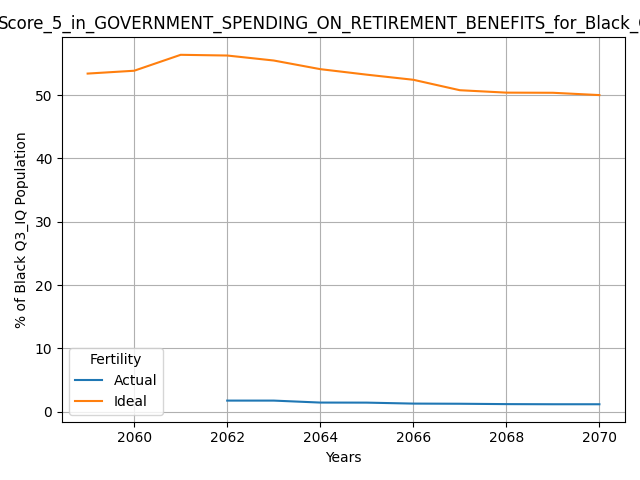 Score_5_in_GOVERNMENT_SPENDING_ON_RETIREMENT_BENEFITS_for_Black_
% of Black Q3_IQ Population
50
40
30
20
10
0
Fertility
Actual
Ideal
2060 2062 2064 2066 2068 2070
Years